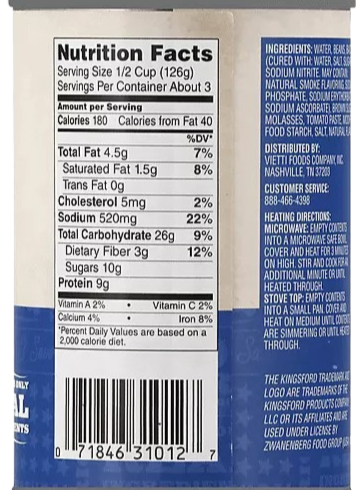 Nutrition Facts
Serving Size 1/2 Cup (126g)
Servings Per Container About 3
Amount per Serving
Calories 180 Calories from Fat 40
%DV*
Total Fat 4.5g 7%
Saturated Fat 1.5g 8%
Trans Fat 0g
Cholesterol 5mg 2%
Sodium 520mg 22%
Total Carbohydrate 26g 9%
Dietary Fiber 3g 12%
Sugars 10g
Protein 9g
Vitamin A 2% • Vitamin C 2%
Calcium 4% • Iron 8%
*Percent Daily Values are based on a
2,000 calorie diet.
0 71846 31012 7
ONLY
AL
ENTS
INGREDIENTS: WATER, BEANS,
(CURED WITH: WATER, SALT,
SODIUM NITRITE. MAY CONTAIN
NATURAL SMOKE FLAVORING,
PHOSPHATE, SODIUM
SODIUM ASCORBATE),
MOLASSES, TOMATO PASTE,
FOOD STARCH, SALT, NATURAL
DISTRIBUTED BY:
VIETTI FOODS COMPANY, INC
NASHVILLE, TN 37203
CUSTOMER SERVICE:
888-466-4398
HEATING DIRECTIONS:
MICROWAVE: EMPTY CONTENTS
INTO A MICROWAVE SAFE BOWL.
COVER AND HEAT FOR 3 MINUTES
ON HIGH. STIR AND COOK FOR
ADDITIONAL MINUTE OR UNTIL
HEATED THROUGH.
STOVE TOP: EMPTY CONTENTS
INTO A SMALL PAN. COVER AND
HEAT ON MEDIUM UNTIL CONTENTS
ARE SIMMERING OR UNTIL HEATED
THROUGH.
THE KINGSFORD TRADEMARK
LOGO ARE TRADEMARKS OF THE
KINGSFORD PRODUCTS COMPANY
LLC OR ITS AFFILIATES AND ARE
USED UNDER LICENSE BY
ZWANENBERG FOOD GROUP